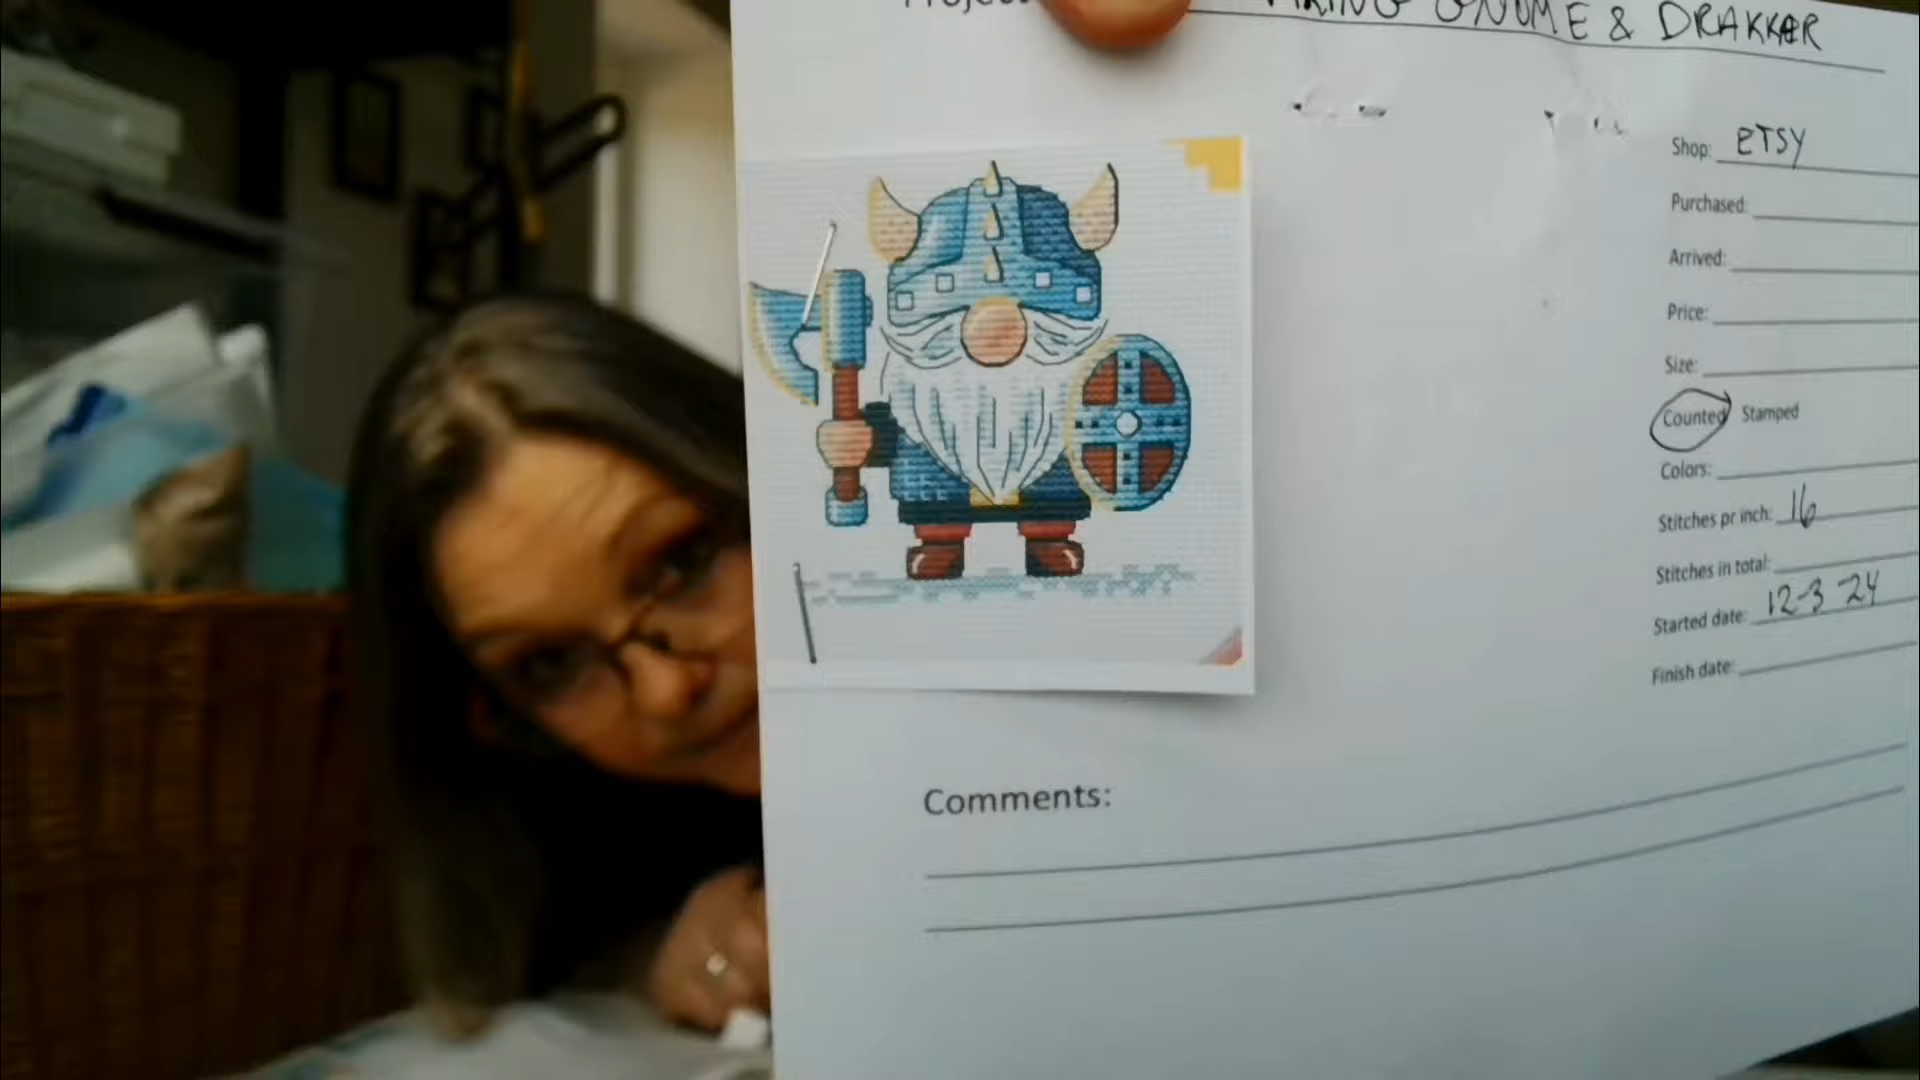 Project GNOME & DRAKKAR
Shop: ETSY
Purchased:
Arrived:
Price:
Size:
Counted Stamped
Colors:
Stitches pr inch: 16
Stitches in total:
Started date: 12-3-24
Finish date:
Comments: